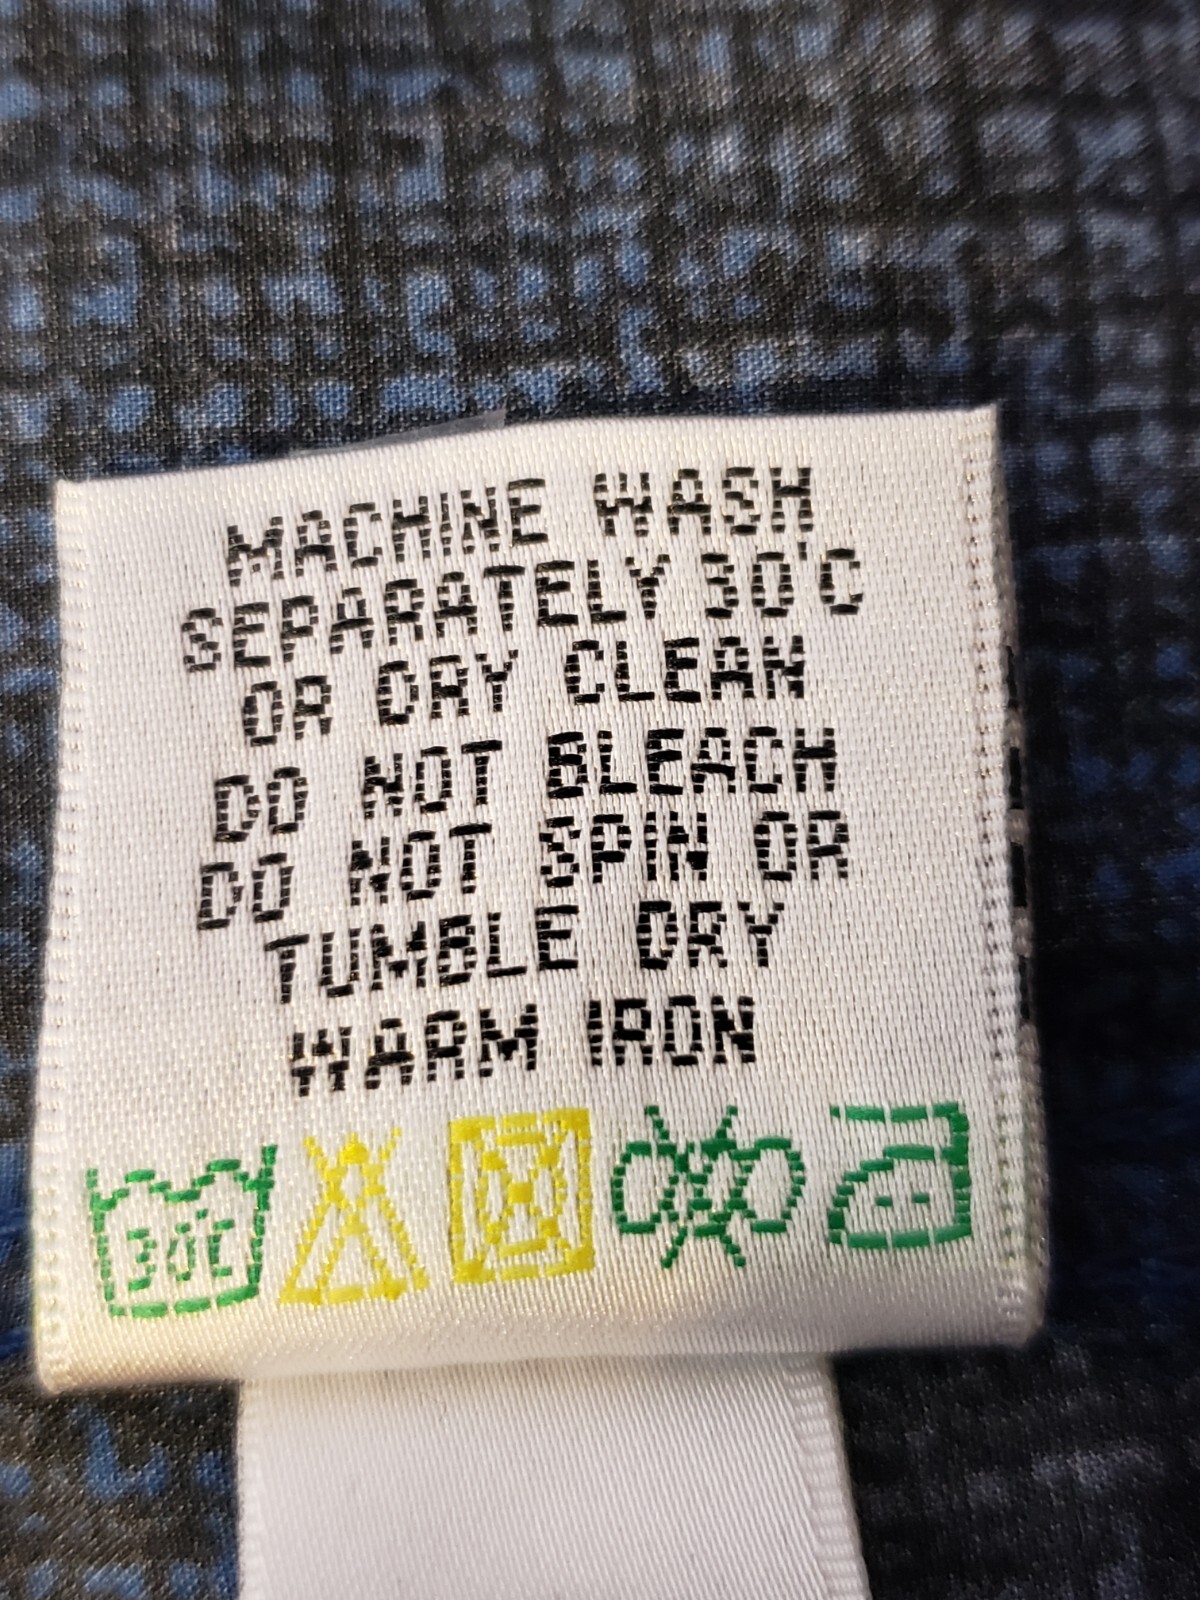 MACHINE WASH
SEPARATELY 30°C
OR DRY CLEAN
DO NOT BLEACH
DO NOT SPIN OR
TUMBLE DRY
WARM IRON
30°C